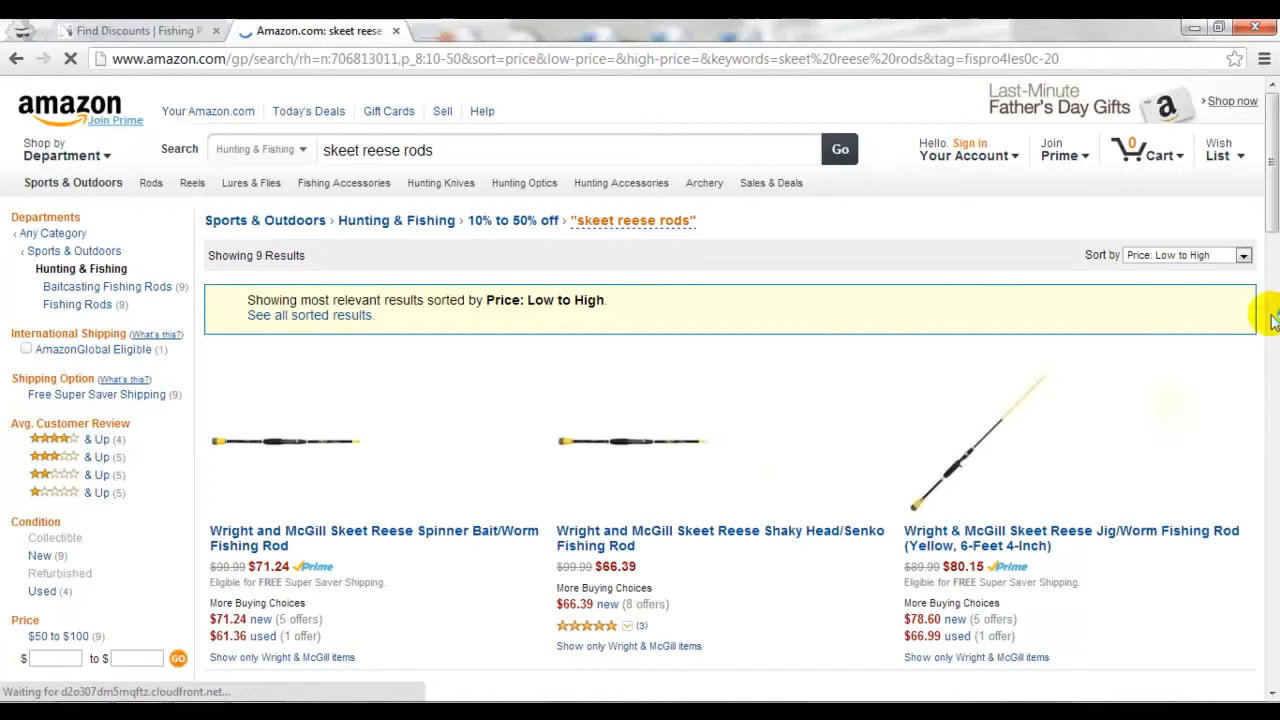 Find Discounts | Fishing P
Amazon.com: skeet reese
www.amazon.com/gp/search/rh=n:706813011,p_8:10-50&sort=price&low-price=&high-price=&keywords=skeet%20reese%20rods&tag=fispro4les0c-20
amazon
Join Prime
Your Amazon.com
Today's Deals
Gift Cards
Sell
Help
Last-Minute
Father's Day Gifts
a
Shop now
Shop by
Department
Search
Hunting & Fishing
skeet reese rods
Go
Hello. Sign in
Your Account
Join
Prime
0
Cart
Wish
List
Sports & Outdoors
Rods
Reels
Lures & Flies
Fishing Accessories
Hunting Knives
Hunting Optics
Hunting Accessories
Archery
Sales & Deals
Departments
‹ Any Category
‹ Sports & Outdoors
Hunting & Fishing
Baitcasting Fishing Rods (9)
Fishing Rods (9)
International Shipping (What's this?)
AmazonGlobal Eligible (1)
Shipping Option (What's this?)
Free Super Saver Shipping (9)
Avg. Customer Review
& Up (4)
& Up (5)
& Up (5)
& Up (5)
Condition
Collectible
New (9)
Refurbished
Used (4)
Price
$50 to $100 (9)
$ to $ GO
Sports & Outdoors › Hunting & Fishing › 10% to 50% off › "skeet reese rods"
Showing 9 Results
Sort by Price: Low to High
Showing most relevant results sorted by Price: Low to High.
See all sorted results.
Wright and McGill Skeet Reese Spinner Bait/Worm
Fishing Rod
$99.99 $71.24 Prime
Eligible for FREE Super Saver Shipping.
More Buying Choices
$71.24 new (5 offers)
$61.36 used (1 offer)
Show only Wright & McGill items
Wright and McGill Skeet Reese Shaky Head/Senko
Fishing Rod
$99.99 $66.39
More Buying Choices
$66.39 new (8 offers)
(3)
Show only Wright & McGill items
Wright & McGill Skeet Reese Jig/Worm Fishing Rod
(Yellow, 6-Feet 4-Inch)
$89.99 $80.15 Prime
Eligible for FREE Super Saver Shipping.
More Buying Choices
$78.60 new (5 offers)
$66.99 used (1 offer)
Show only Wright & McGill items
Waiting for d2o307dm5mqftz.cloudfront.net...